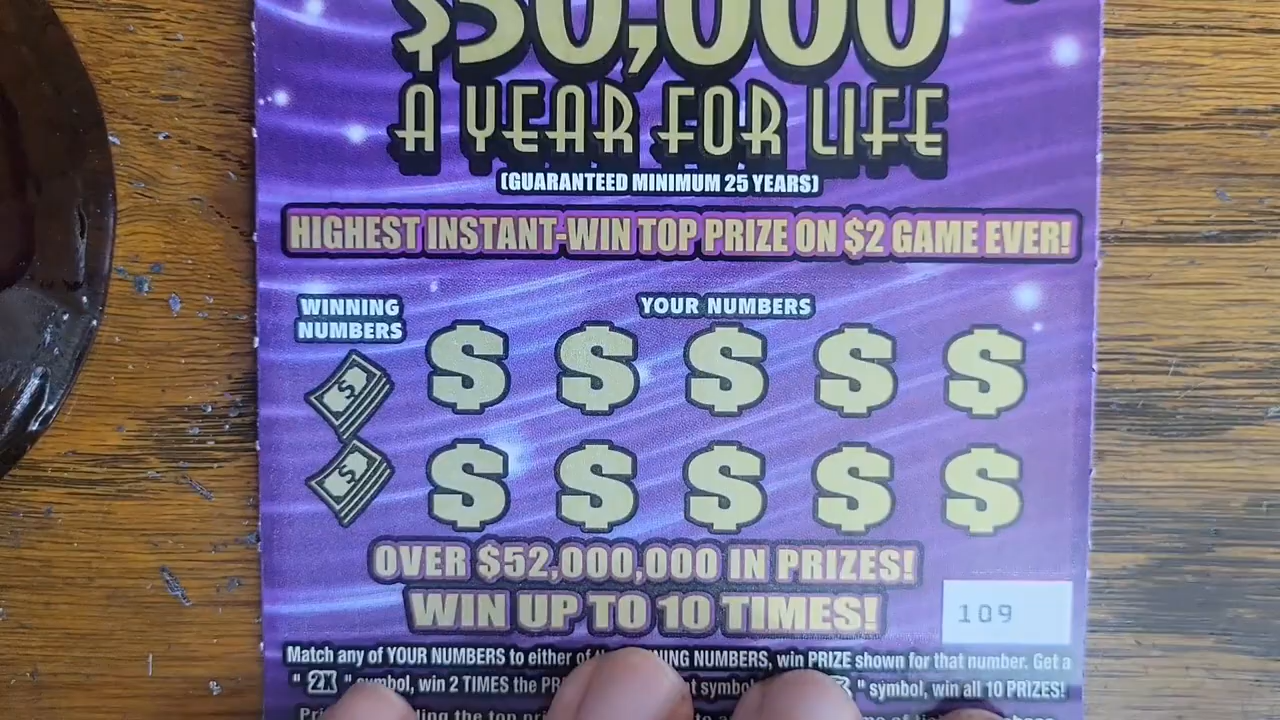 A YEAR FOR LIFE
(GUARANTEED MINIMUM 25 YEARS)
HIGHEST INSTANT-WIN TOP PRIZE ON $2 GAME EVER!
WINNING NUMBERS
YOUR NUMBERS
$ $ $ $ $ $
$ $ $ $ $ $
OVER $52,000,000 IN PRIZES!
WIN UP TO 10 TIMES!
109
Match any of YOUR NUMBERS to either of NUMBERS, win PRIZE shown for that number. Get a
" 2X " symbol, win 2 TIMES the " symbol, win all 10 PRIZES!